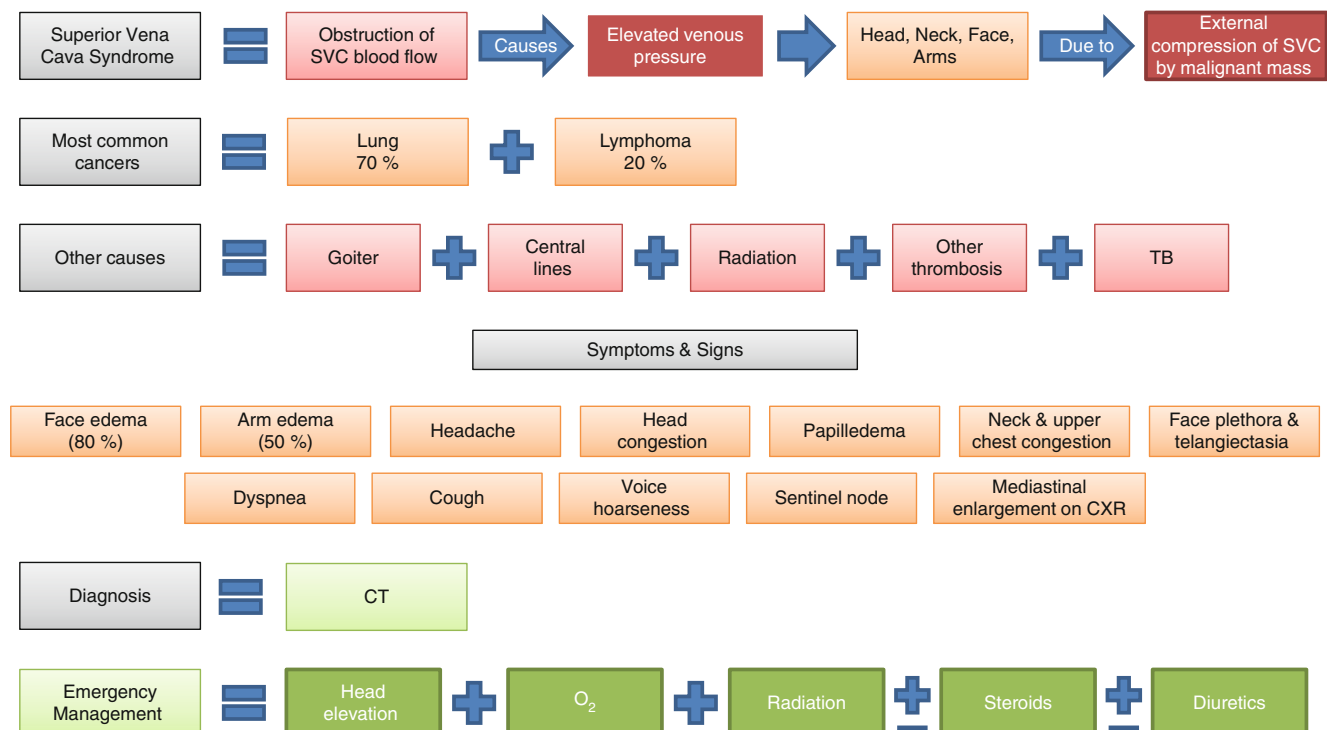 Superior Vena
Cava Syndrome
Obstruction of
SVC blood flow
Causes
Elevated venous
pressure
Head, Neck, Face,
Arms
Due to
External
compression of SVC
by malignant mass
Most common
cancers
Lung
70 %
Lymphoma
20 %
Other causes
Goiter
Central
lines
Radiation
Other
thrombosis
TB
Symptoms & Signs
Face edema
(80 %)
Arm edema
(50 %)
Headache
Head
congestion
Papilledema
Neck & upper
chest congestion
Face plethora &
telangiectasia
Dyspnea
Cough
Voice
hoarseness
Sentinel node
Mediastinal
enlargement on CXR
Diagnosis
CT
Emergency
Management
Head
elevation
O₂
Radiation
Steroids
Diuretics